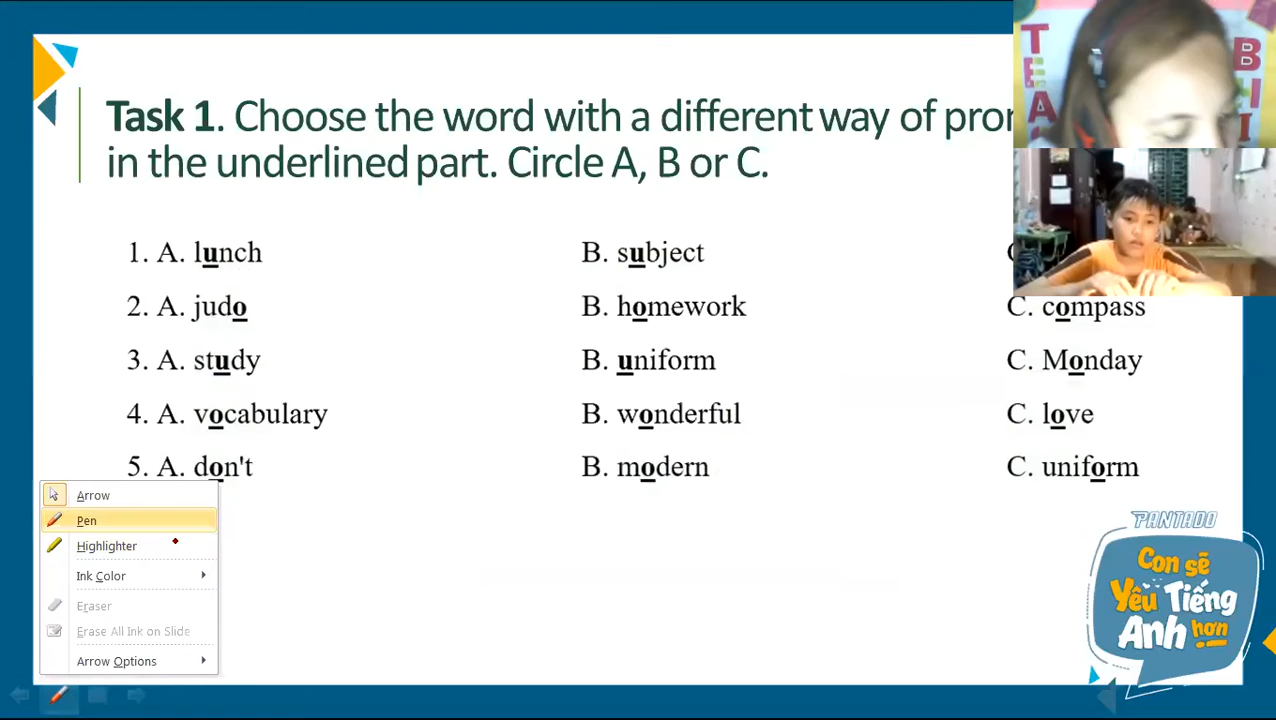 Task 1. Choose the word with a different way of pron
in the underlined part. Circle A, B or C.
1. A. lunch B. subject
2. A. judo B. homework C. compass
3. A. study B. uniform C. Monday
4. A. vocabulary B. wonderful C. love
5. A. don't B. modern C. uniform
Arrow
Pen
Highlighter
Ink Color
Eraser
Erase All Ink on Slide
Arrow Options
PANTADO
Con sẽ
Yêu Tiếng
Anh hơn
TEA
BHI